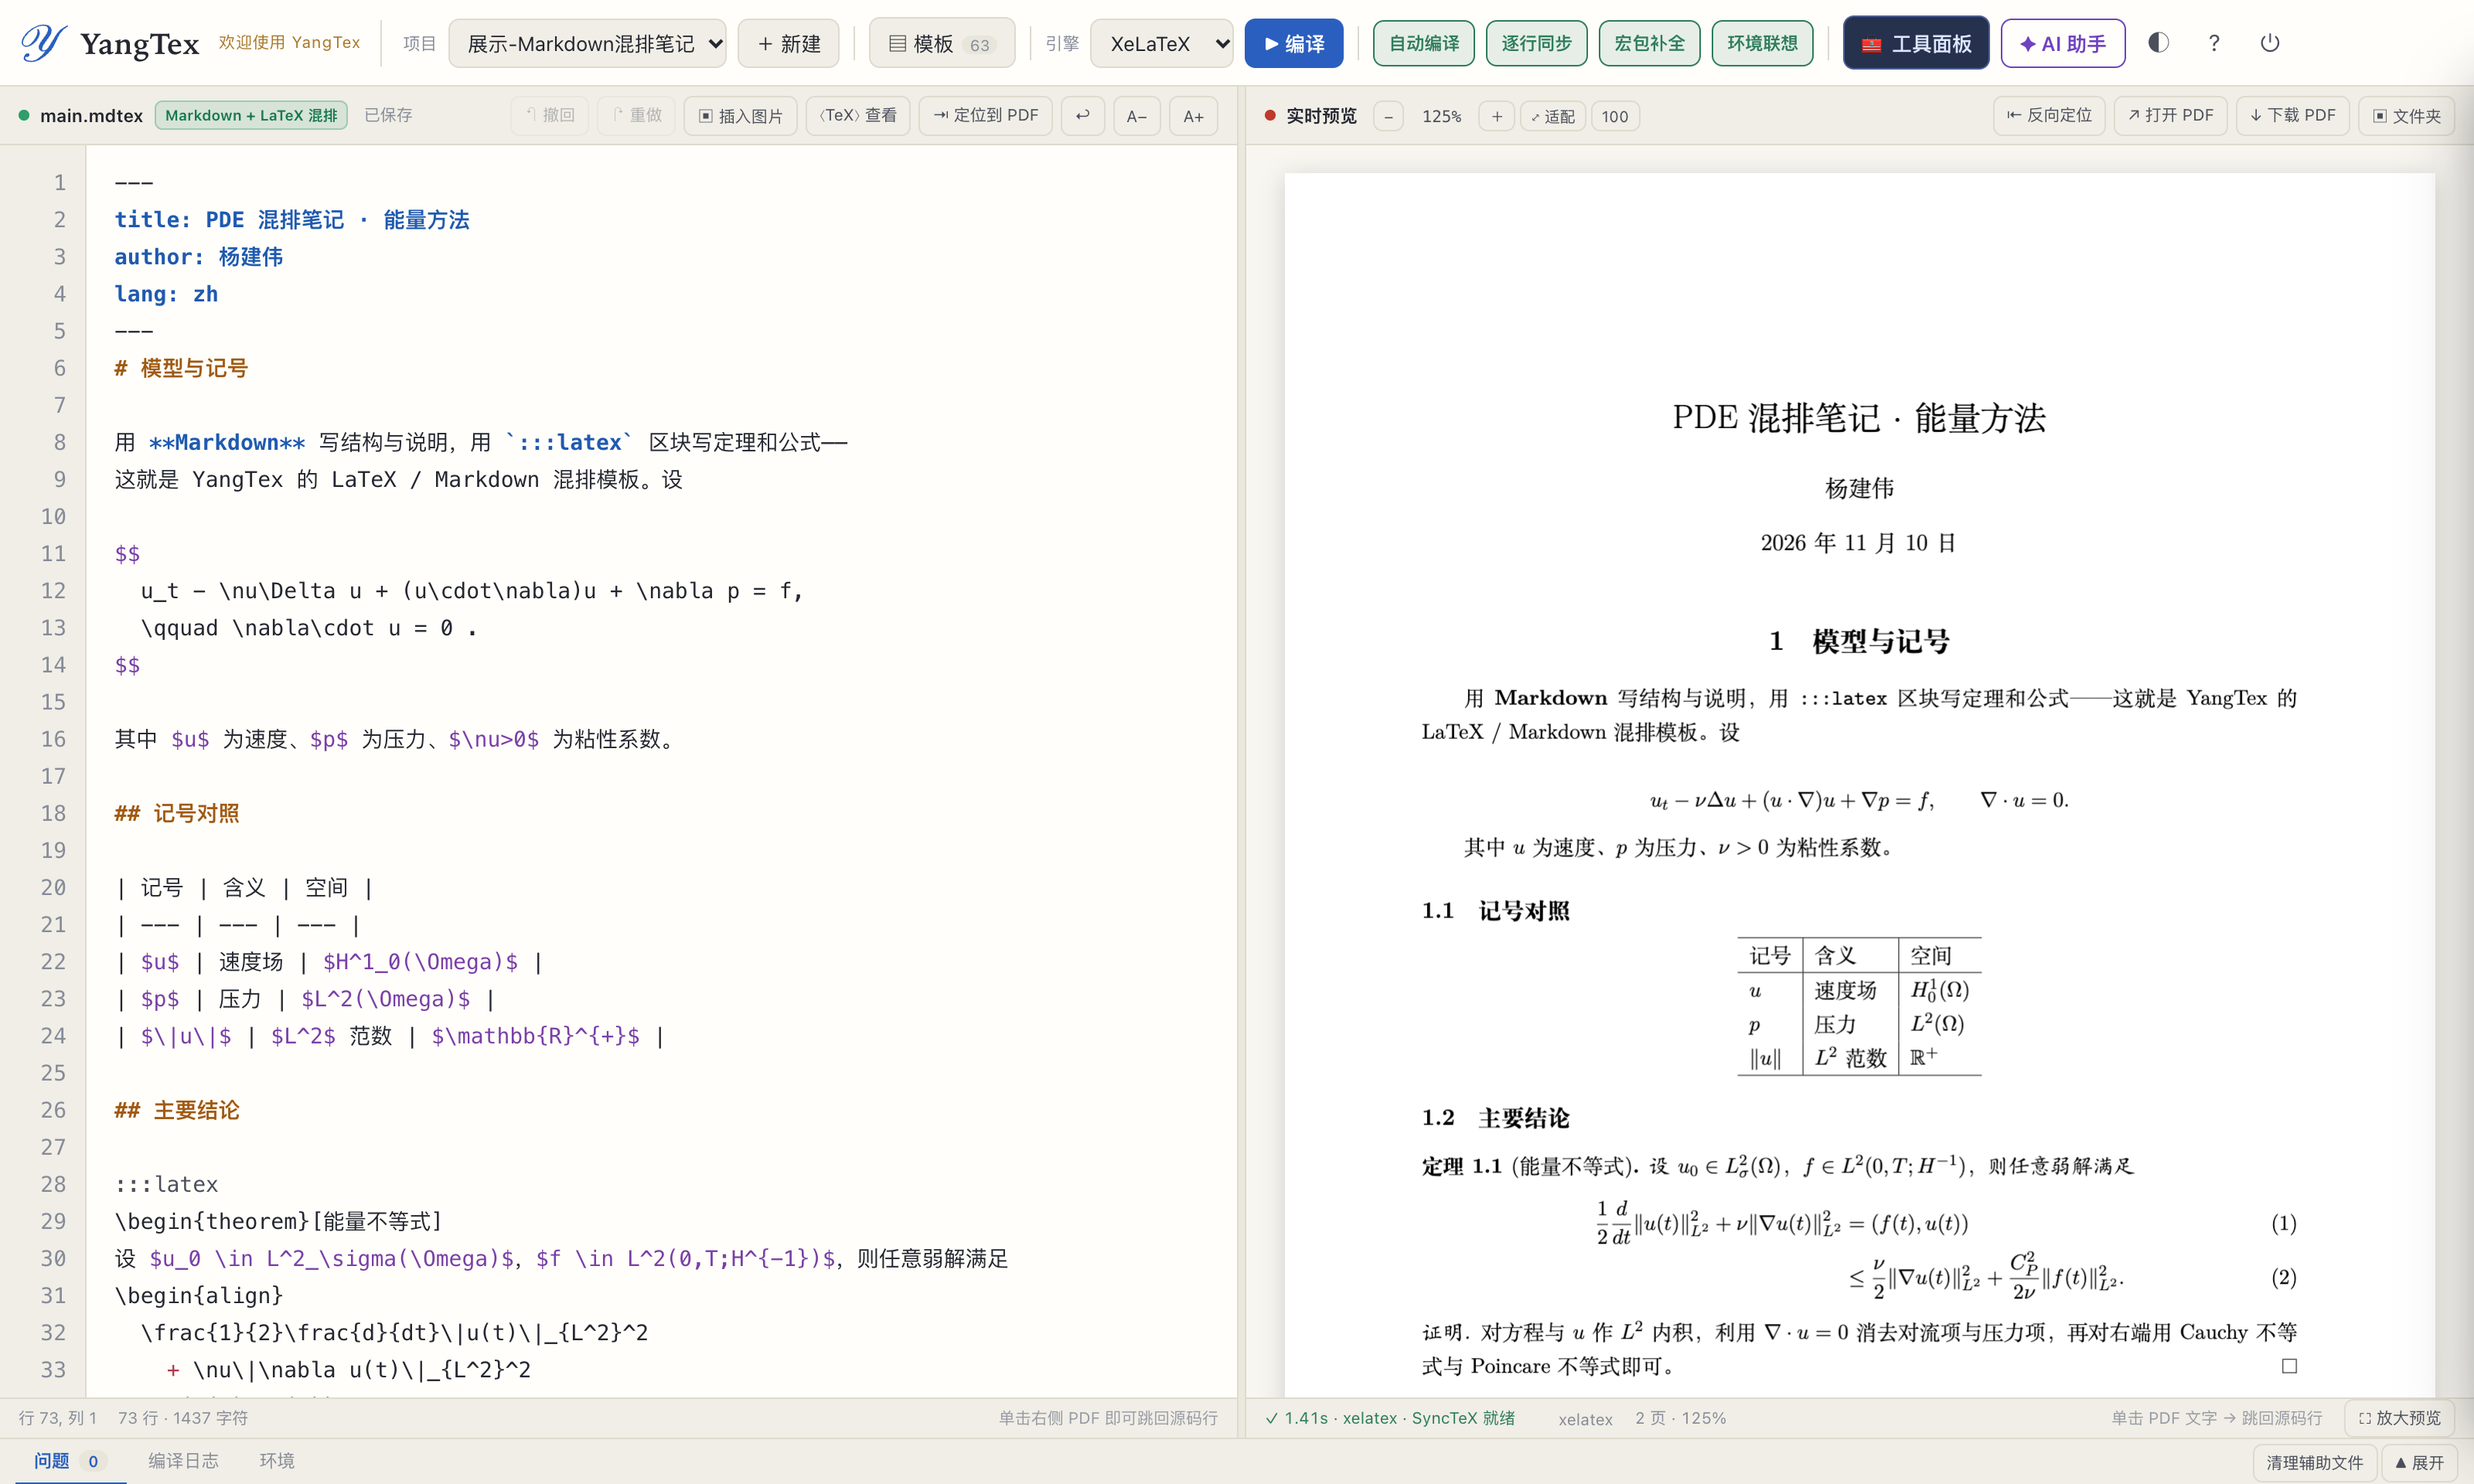 YangTex 欢迎使用 YangTex 项目 展示-Markdown混排笔记 + 新建 模板 63 引擎 XeLaTeX 编译 自动编译 逐行同步 宏包补全 环境联想 工具面板 AI 助手 ?
main.mdtex Markdown + LaTeX 混排 已保存 撤回 重做 插入图片 〈TeX〉查看 定位到 PDF A− A+
1 ---
2 title: PDE 混排笔记 · 能量方法
3 author: 杨建伟
4 lang: zh
5 ---
6 # 模型与记号
7
8 用 **Markdown** 写结构与说明，用 `:::latex` 区块写定理和公式——
9 这就是 YangTex 的 LaTeX / Markdown 混排模板。设
10
11 $$
12 u_t - \nu\Delta u + (u\cdot\nabla)u + \nabla p = f,
13 \qquad \nabla\cdot u = 0 .
14 $$
15
16 其中 $u$ 为速度、$p$ 为压力、$\nu>0$ 为粘性系数。
17
18 ## 记号对照
19
20 | 记号 | 含义 | 空间 |
21 | --- | --- | --- |
22 | $u$ | 速度场 | $H^1_0(\Omega)$ |
23 | $p$ | 压力 | $L^2(\Omega)$ |
24 | $\|u\|$ | $L^2$ 范数 | $\mathbb{R}^{+}$ |
25
26 ## 主要结论
27
28 :::latex
29 \begin{theorem}[能量不等式]
30 设 $u_0 \in L^2_\sigma(\Omega)$，$f \in L^2(0,T;H^{-1})$，则任意弱解满足
31 \begin{align}
32 \frac{1}{2}\frac{d}{dt}\|u(t)\|_{L^2}^2
33 + \nu\|\nabla u(t)\|_{L^2}^2
行 73, 列 1 73 行 · 1437 字符 单击右侧 PDF 即可跳回源码行
实时预览 − 125% + 适配 100 反向定位 打开 PDF 下载 PDF 文件夹
PDE 混排笔记 · 能量方法
杨建伟
2026 年 11 月 10 日
1 模型与记号
用 Markdown 写结构与说明，用 :::latex 区块写定理和公式——这就是 YangTex 的
LaTeX / Markdown 混排模板。设
u_t − νΔu + (u · ∇)u + ∇p = f, ∇ · u = 0.
其中 u 为速度、p 为压力、ν > 0 为粘性系数。
1.1 记号对照
记号 含义 空间
u 速度场 H^1_0(Ω)
p 压力 L²(Ω)
‖u‖ L² 范数 ℝ⁺
1.2 主要结论
定理 1.1 (能量不等式). 设 u_0 ∈ L^2_σ(Ω)，f ∈ L²(0, T; H⁻¹)，则任意弱解满足
1/2 d/dt ‖u(t)‖^2_{L²} + ν‖∇u(t)‖^2_{L²} = (f(t), u(t)) (1)
≤ ν/2 ‖∇u(t)‖^2_{L²} + C^2_P/2ν ‖f(t)‖^2_{L²}. (2)
证明. 对方程与 u 作 L² 内积，利用 ∇ · u = 0 消去对流项与压力项，再对右端用 Cauchy 不等
式与 Poincare 不等式即可。 □
✓ 1.41s · xelatex · SyncTeX 就绪 xelatex 2 页 · 125% 单击 PDF 文字 → 跳回源码行 放大预览
问题 0 编译日志 环境 清理辅助文件 ▲ 展开